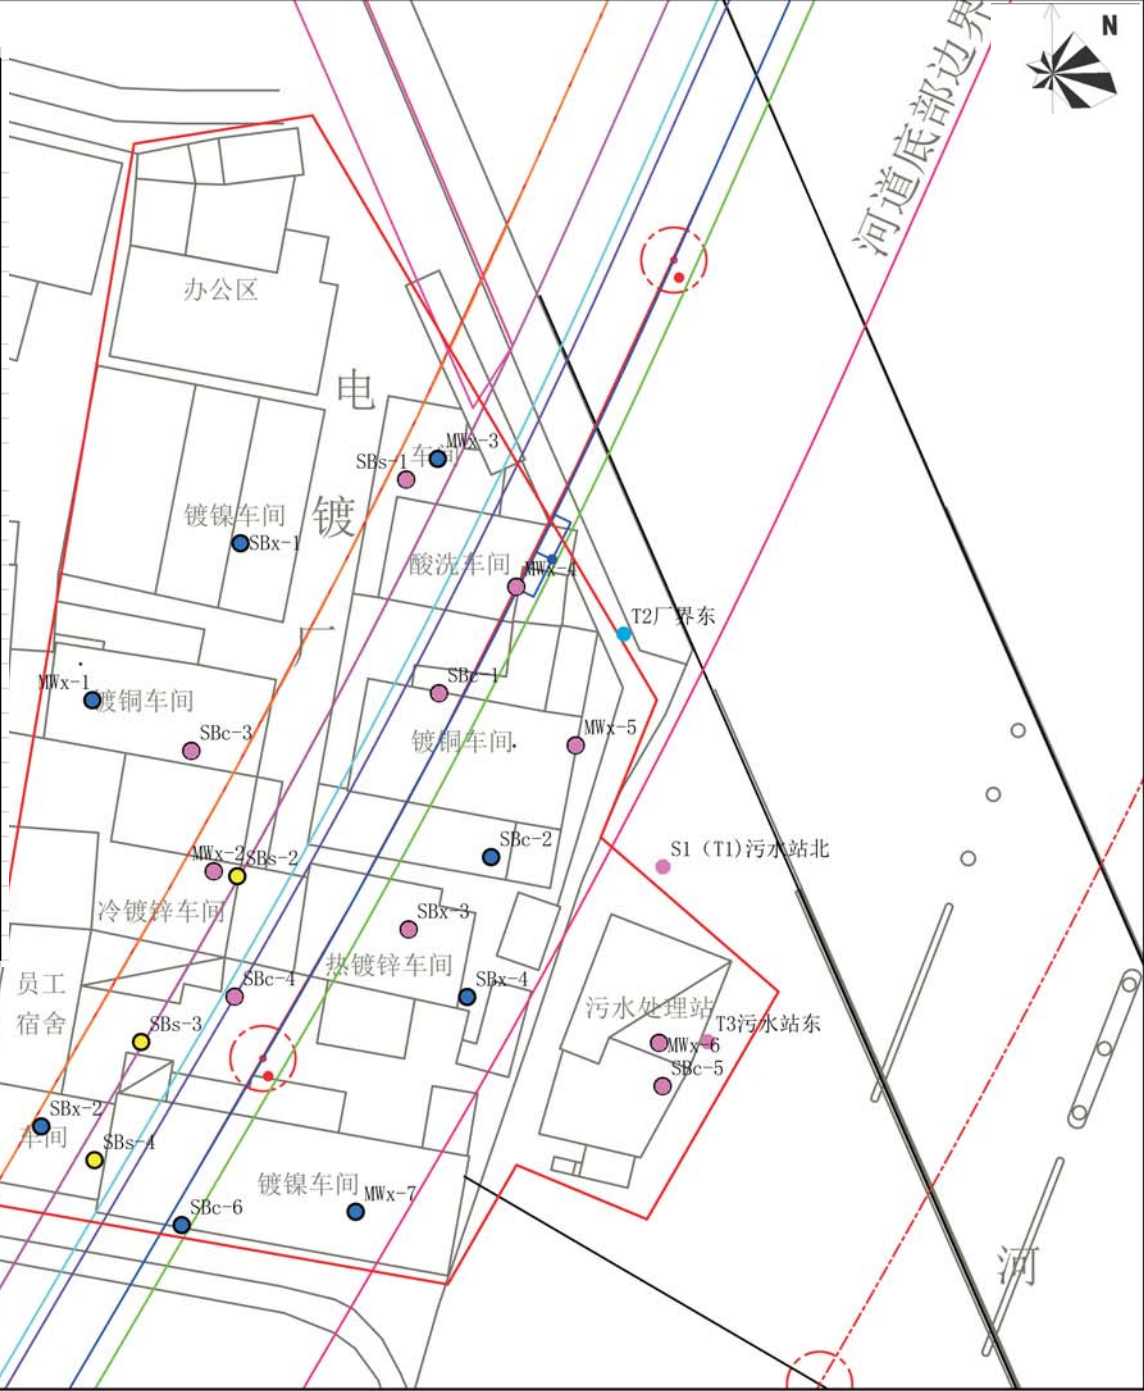 N
河道底部边界
办公区
电
镀
厂
MWx-3
SBs-1
车间
镀镍车间
SBx-1
酸洗车间
MWx-4
T2厂界东
MWx-1
镀铜车间
SBc-1
SBc-3
镀铜车间
MWx-5
SBc-2
S1（T1)污水站北
MWx-2
SBs-2
冷镀锌车间
SBx-3
热镀锌车间
SBx-4
员工
宿舍
SBc-4
污水处理站
T3污水站东
SBs-3
MWx-6
SBc-5
SBx-2
车间
SBs-4
镀镍车间
MWx-7
SBc-6
河